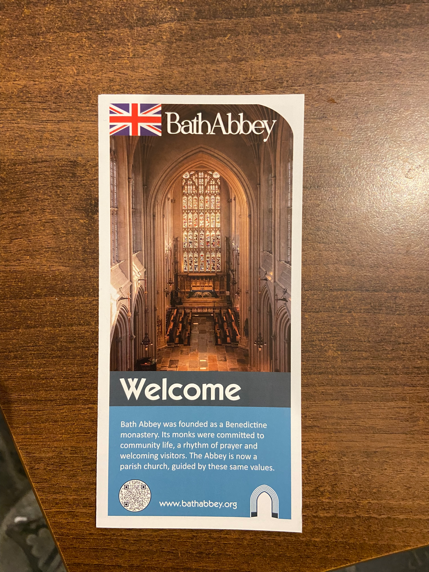 BathAbbey
Welcome
Bath Abbey was founded as a Benedictine
monastery. Its monks were committed to
community life, a rhythm of prayer and
welcoming visitors. The Abbey is now a
parish church, guided by these same values.
www.bathabbey.org